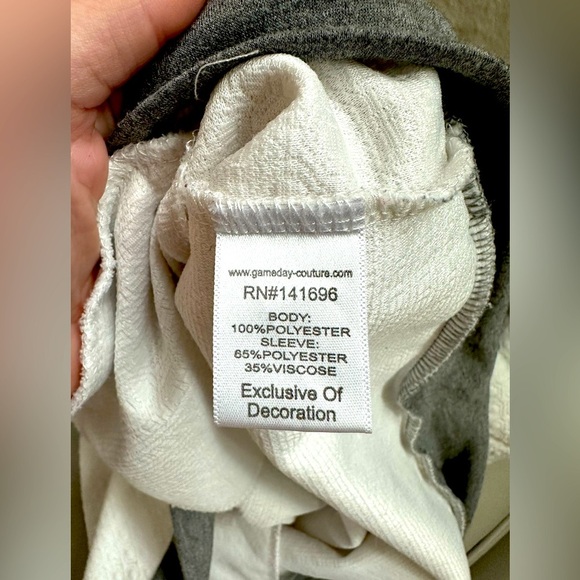 www.gameday-couture.com
RN#141696
BODY:
100%POLYESTER
SLEEVE:
65%POLYESTER
35%VISCOSE
Exclusive Of
Decoration